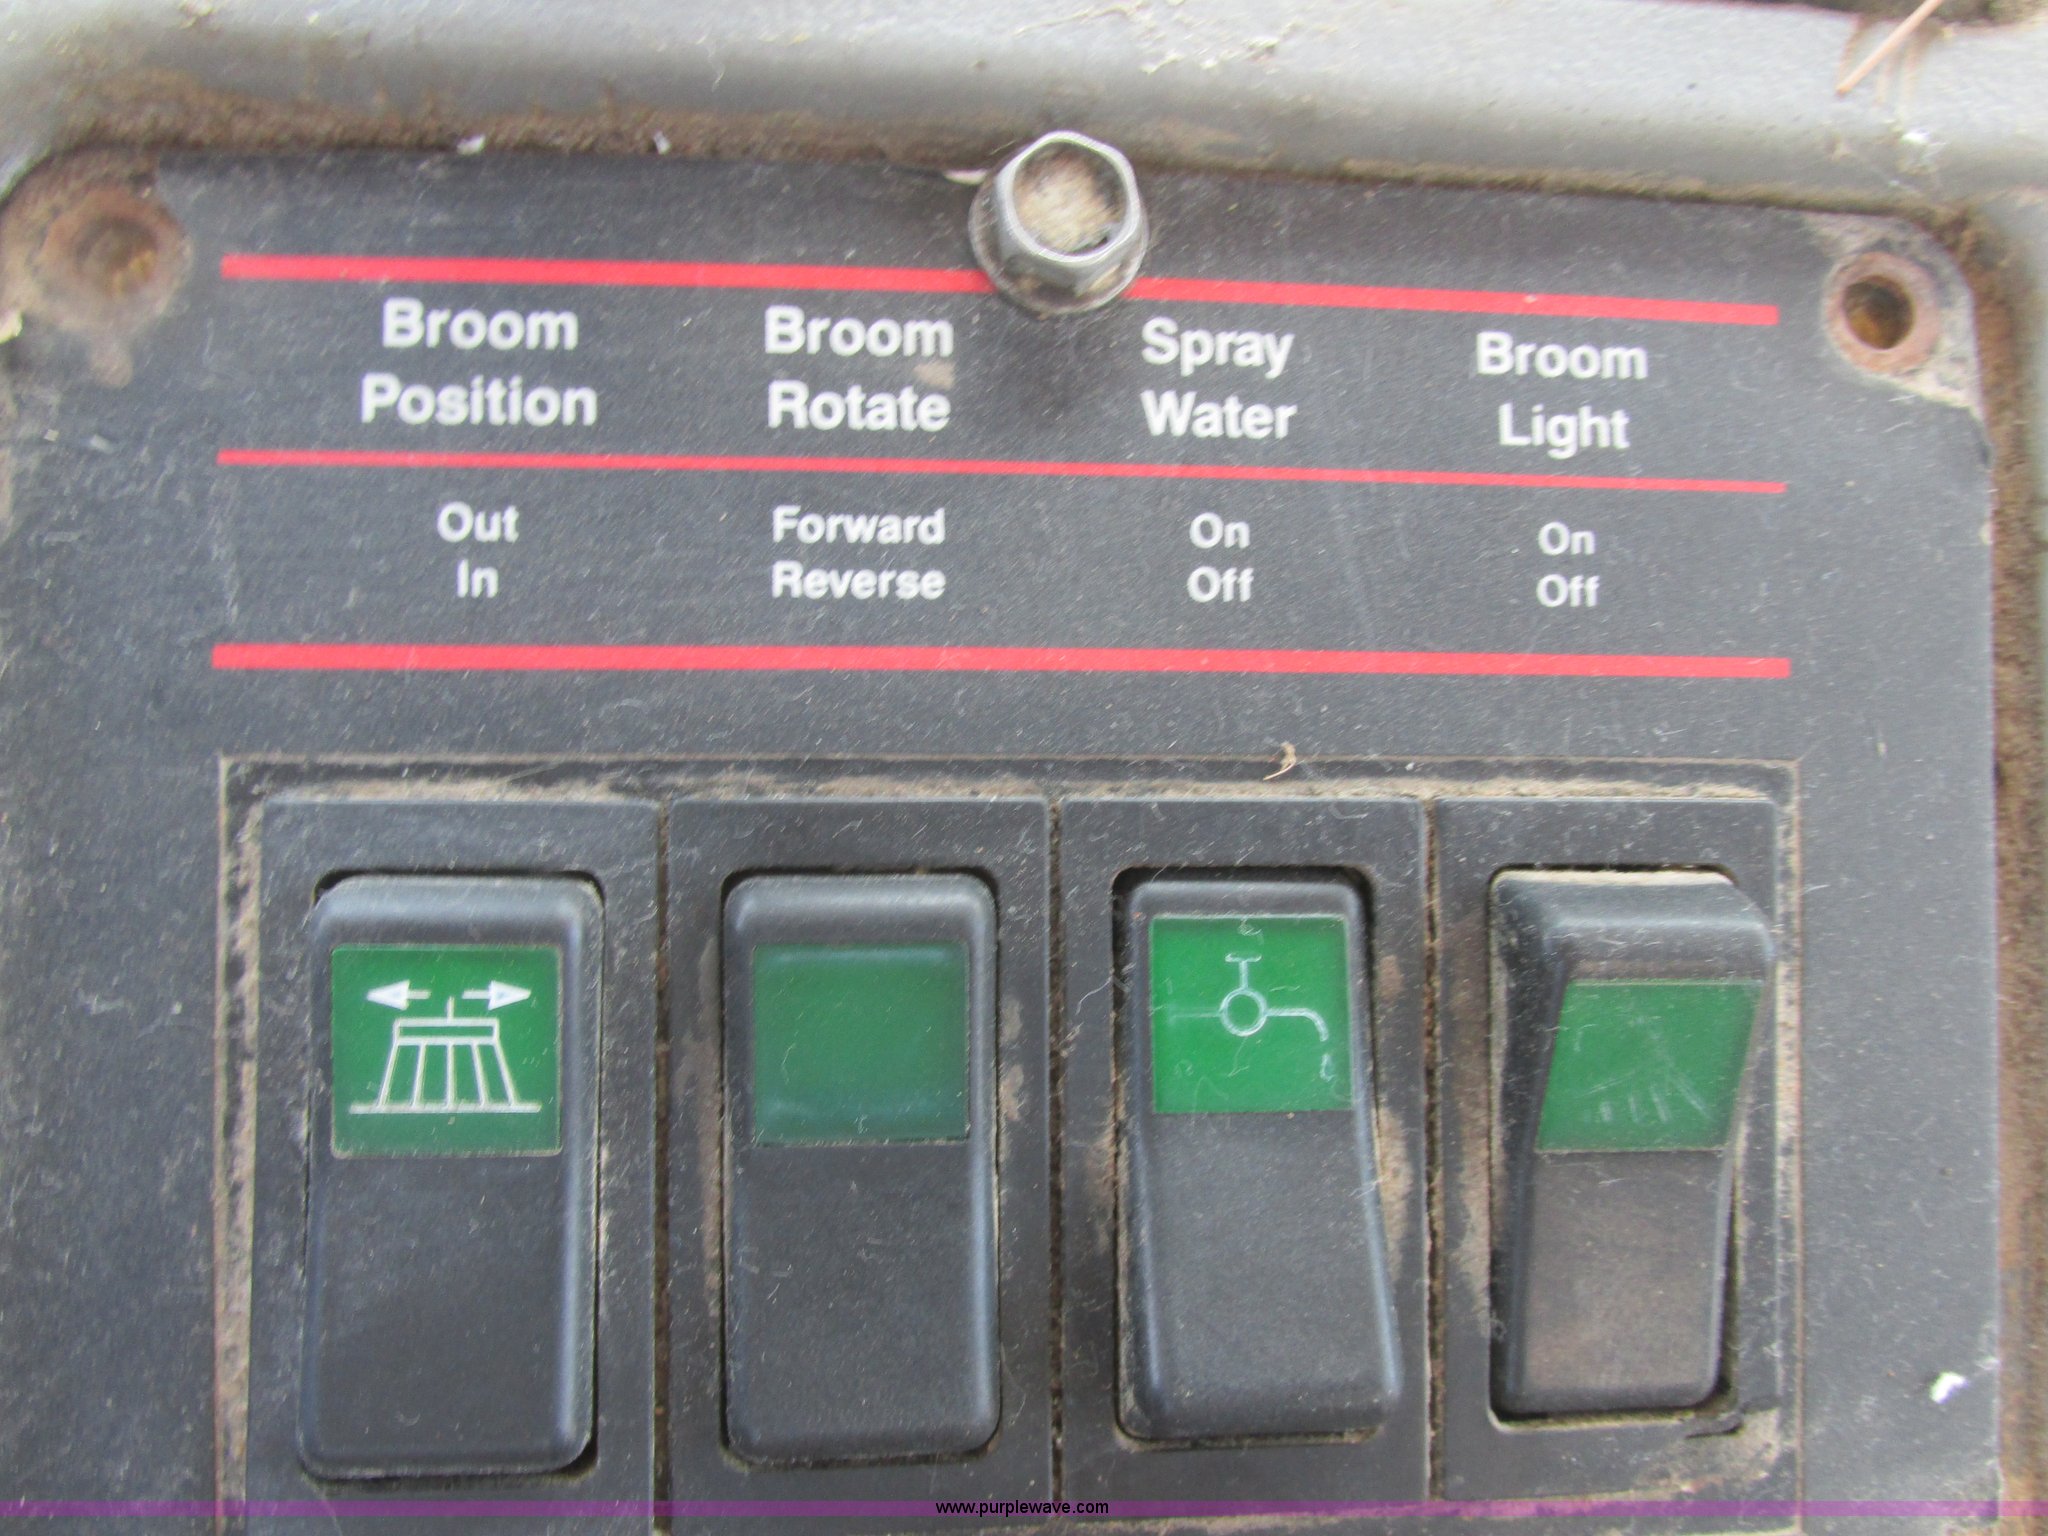 Broom
Position
Broom
Rotate
Spray
Water
Broom
Light
Out
In
Forward
Reverse
On
Off
On
Off
www.purplewave.com